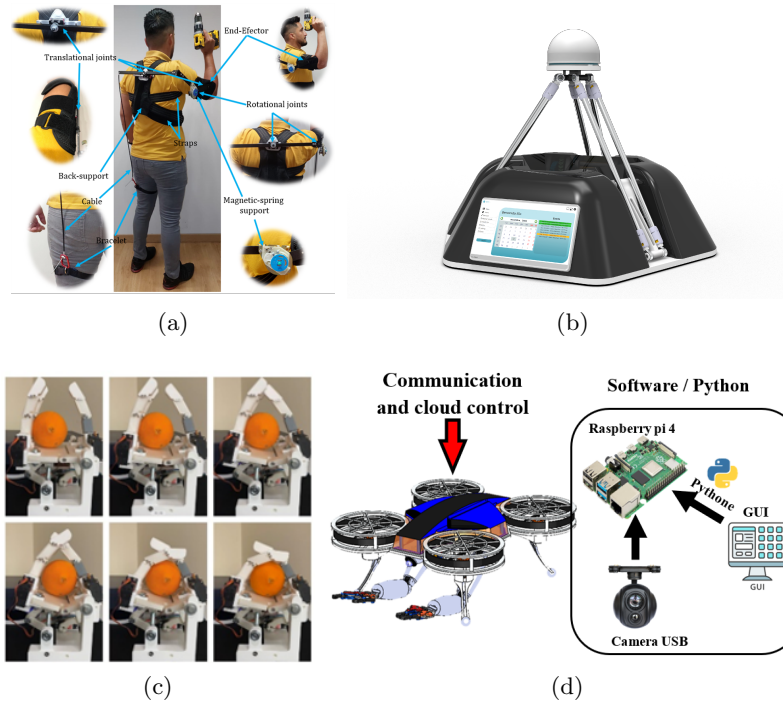 End-Efector
Translational joints
Rotational joints
Straps
Back-support
Cable
Magnetic-spring
support
Bracelet
(a)
(b)
Communication
and cloud control
Software / Python
Raspberry pi 4
Pythone
GUI
GUI
Camera USB
(c)
(d)